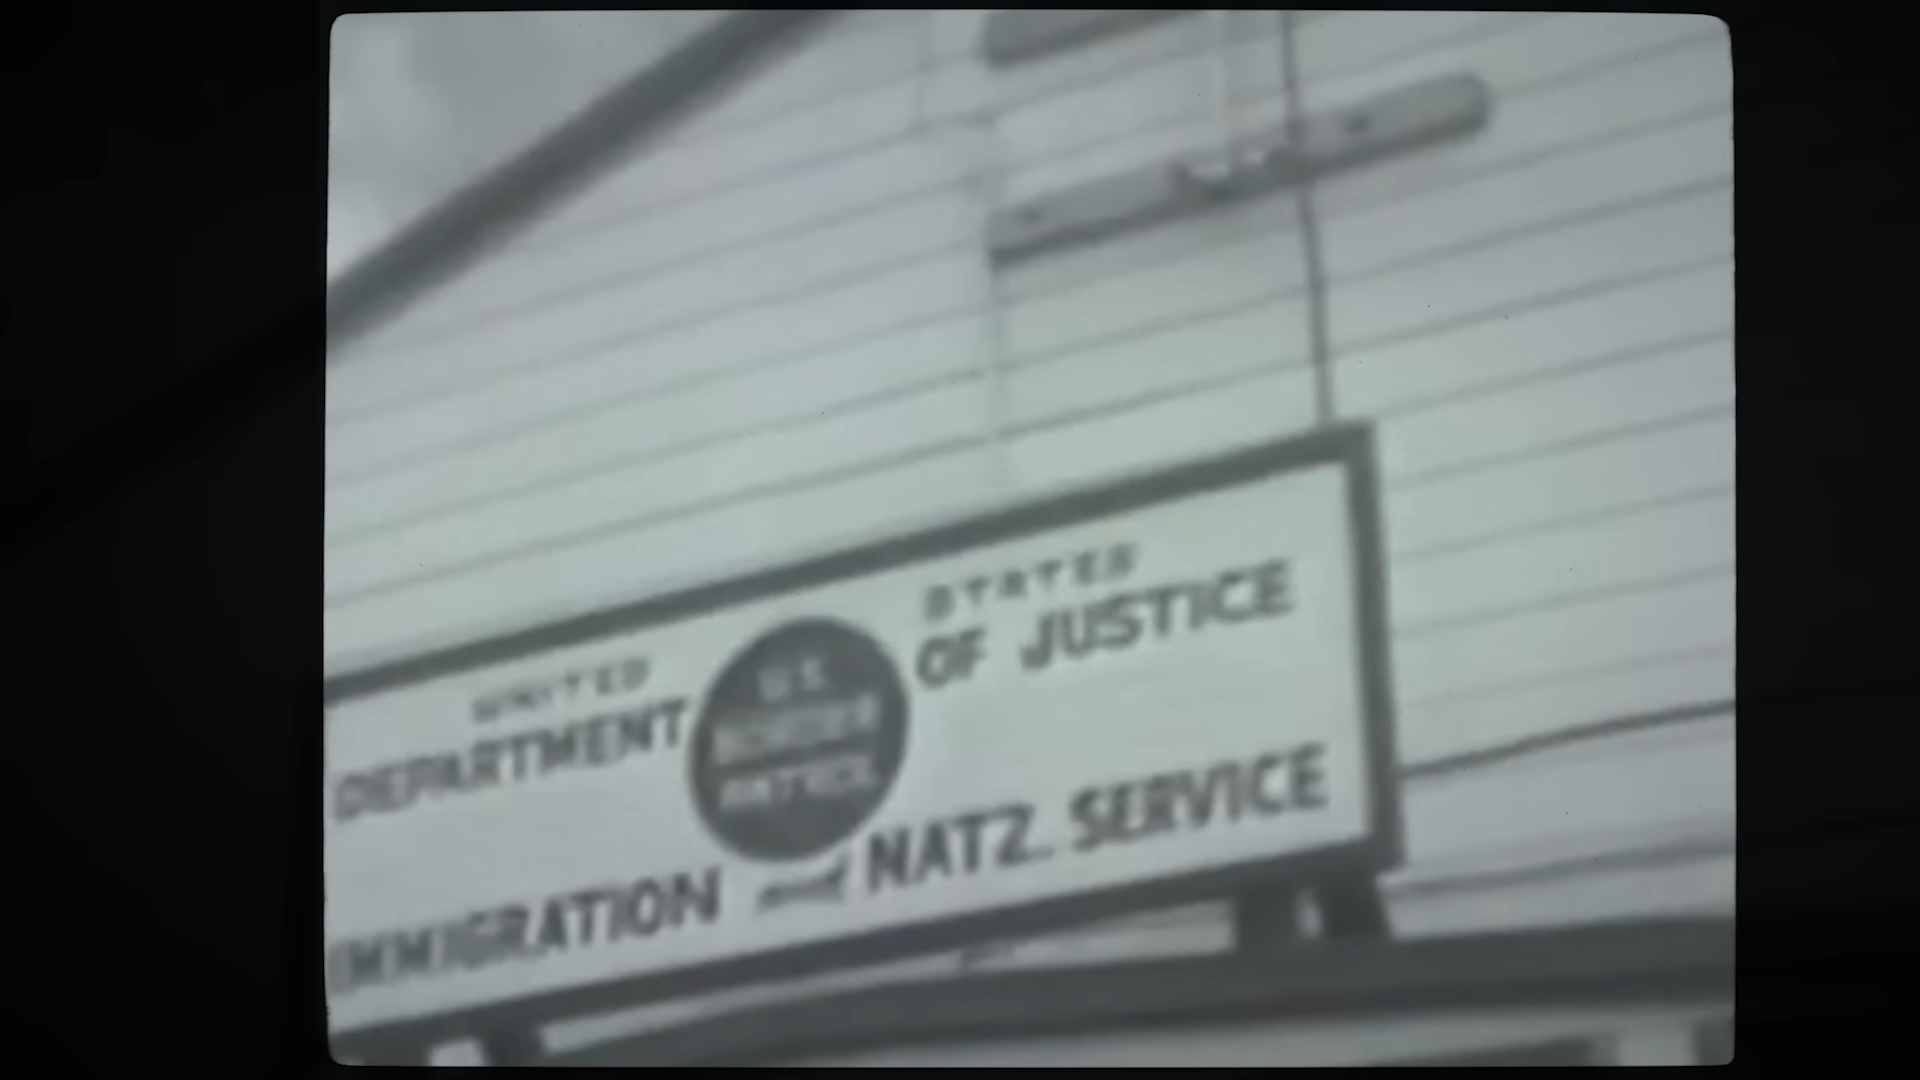 UNITED STATES
DEPARTMENT OF JUSTICE
U.S.
BORDER
PATROL
IMMIGRATION and NATZ. SERVICE